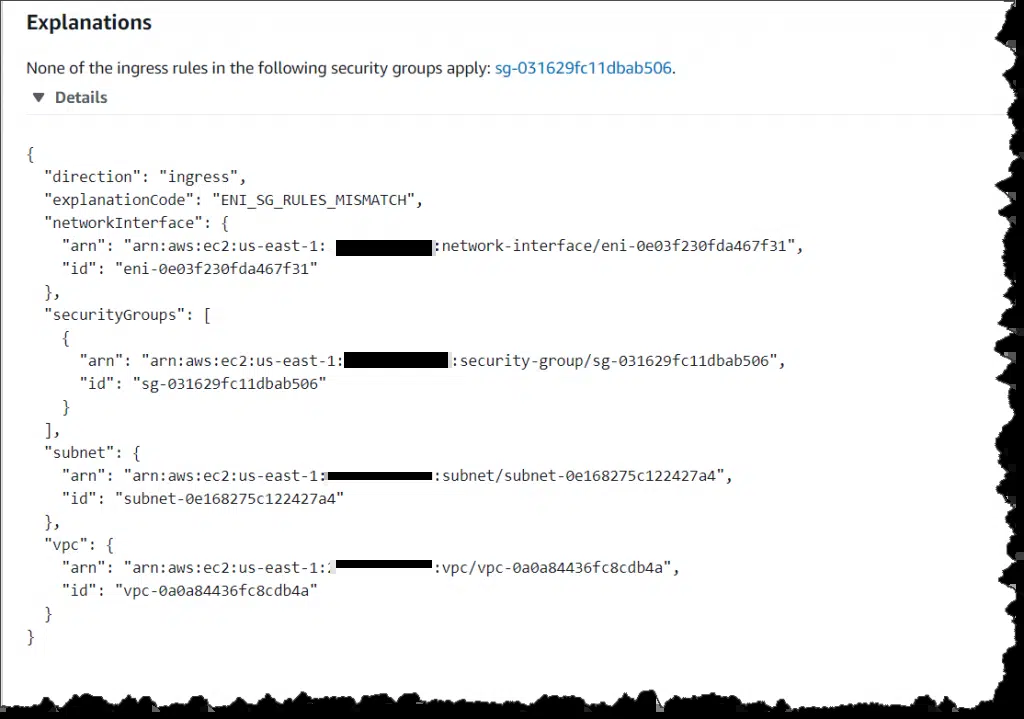 Explanations
None of the ingress rules in the following security groups apply: sg-031629fc11dbab506.
▼ Details
{
"direction": "ingress",
"explanationCode": "ENI_SG_RULES_MISMATCH",
"networkInterface": {
"arn": "arn:aws:ec2:us-east-1: :network-interface/eni-0e03f230fda467f31",
"id": "eni-0e03f230fda467f31"
},
"securityGroups": [
{
"arn": "arn:aws:ec2:us-east-1: :security-group/sg-031629fc11dbab506",
"id": "sg-031629fc11dbab506"
}
],
"subnet": {
"arn": "arn:aws:ec2:us-east-1: :subnet/subnet-0e168275c122427a4",
"id": "subnet-0e168275c122427a4"
},
"vpc": {
"arn": "arn:aws:ec2:us-east-1: :vpc/vpc-0a0a84436fc8cdb4a",
"id": "vpc-0a0a84436fc8cdb4a"
}
}